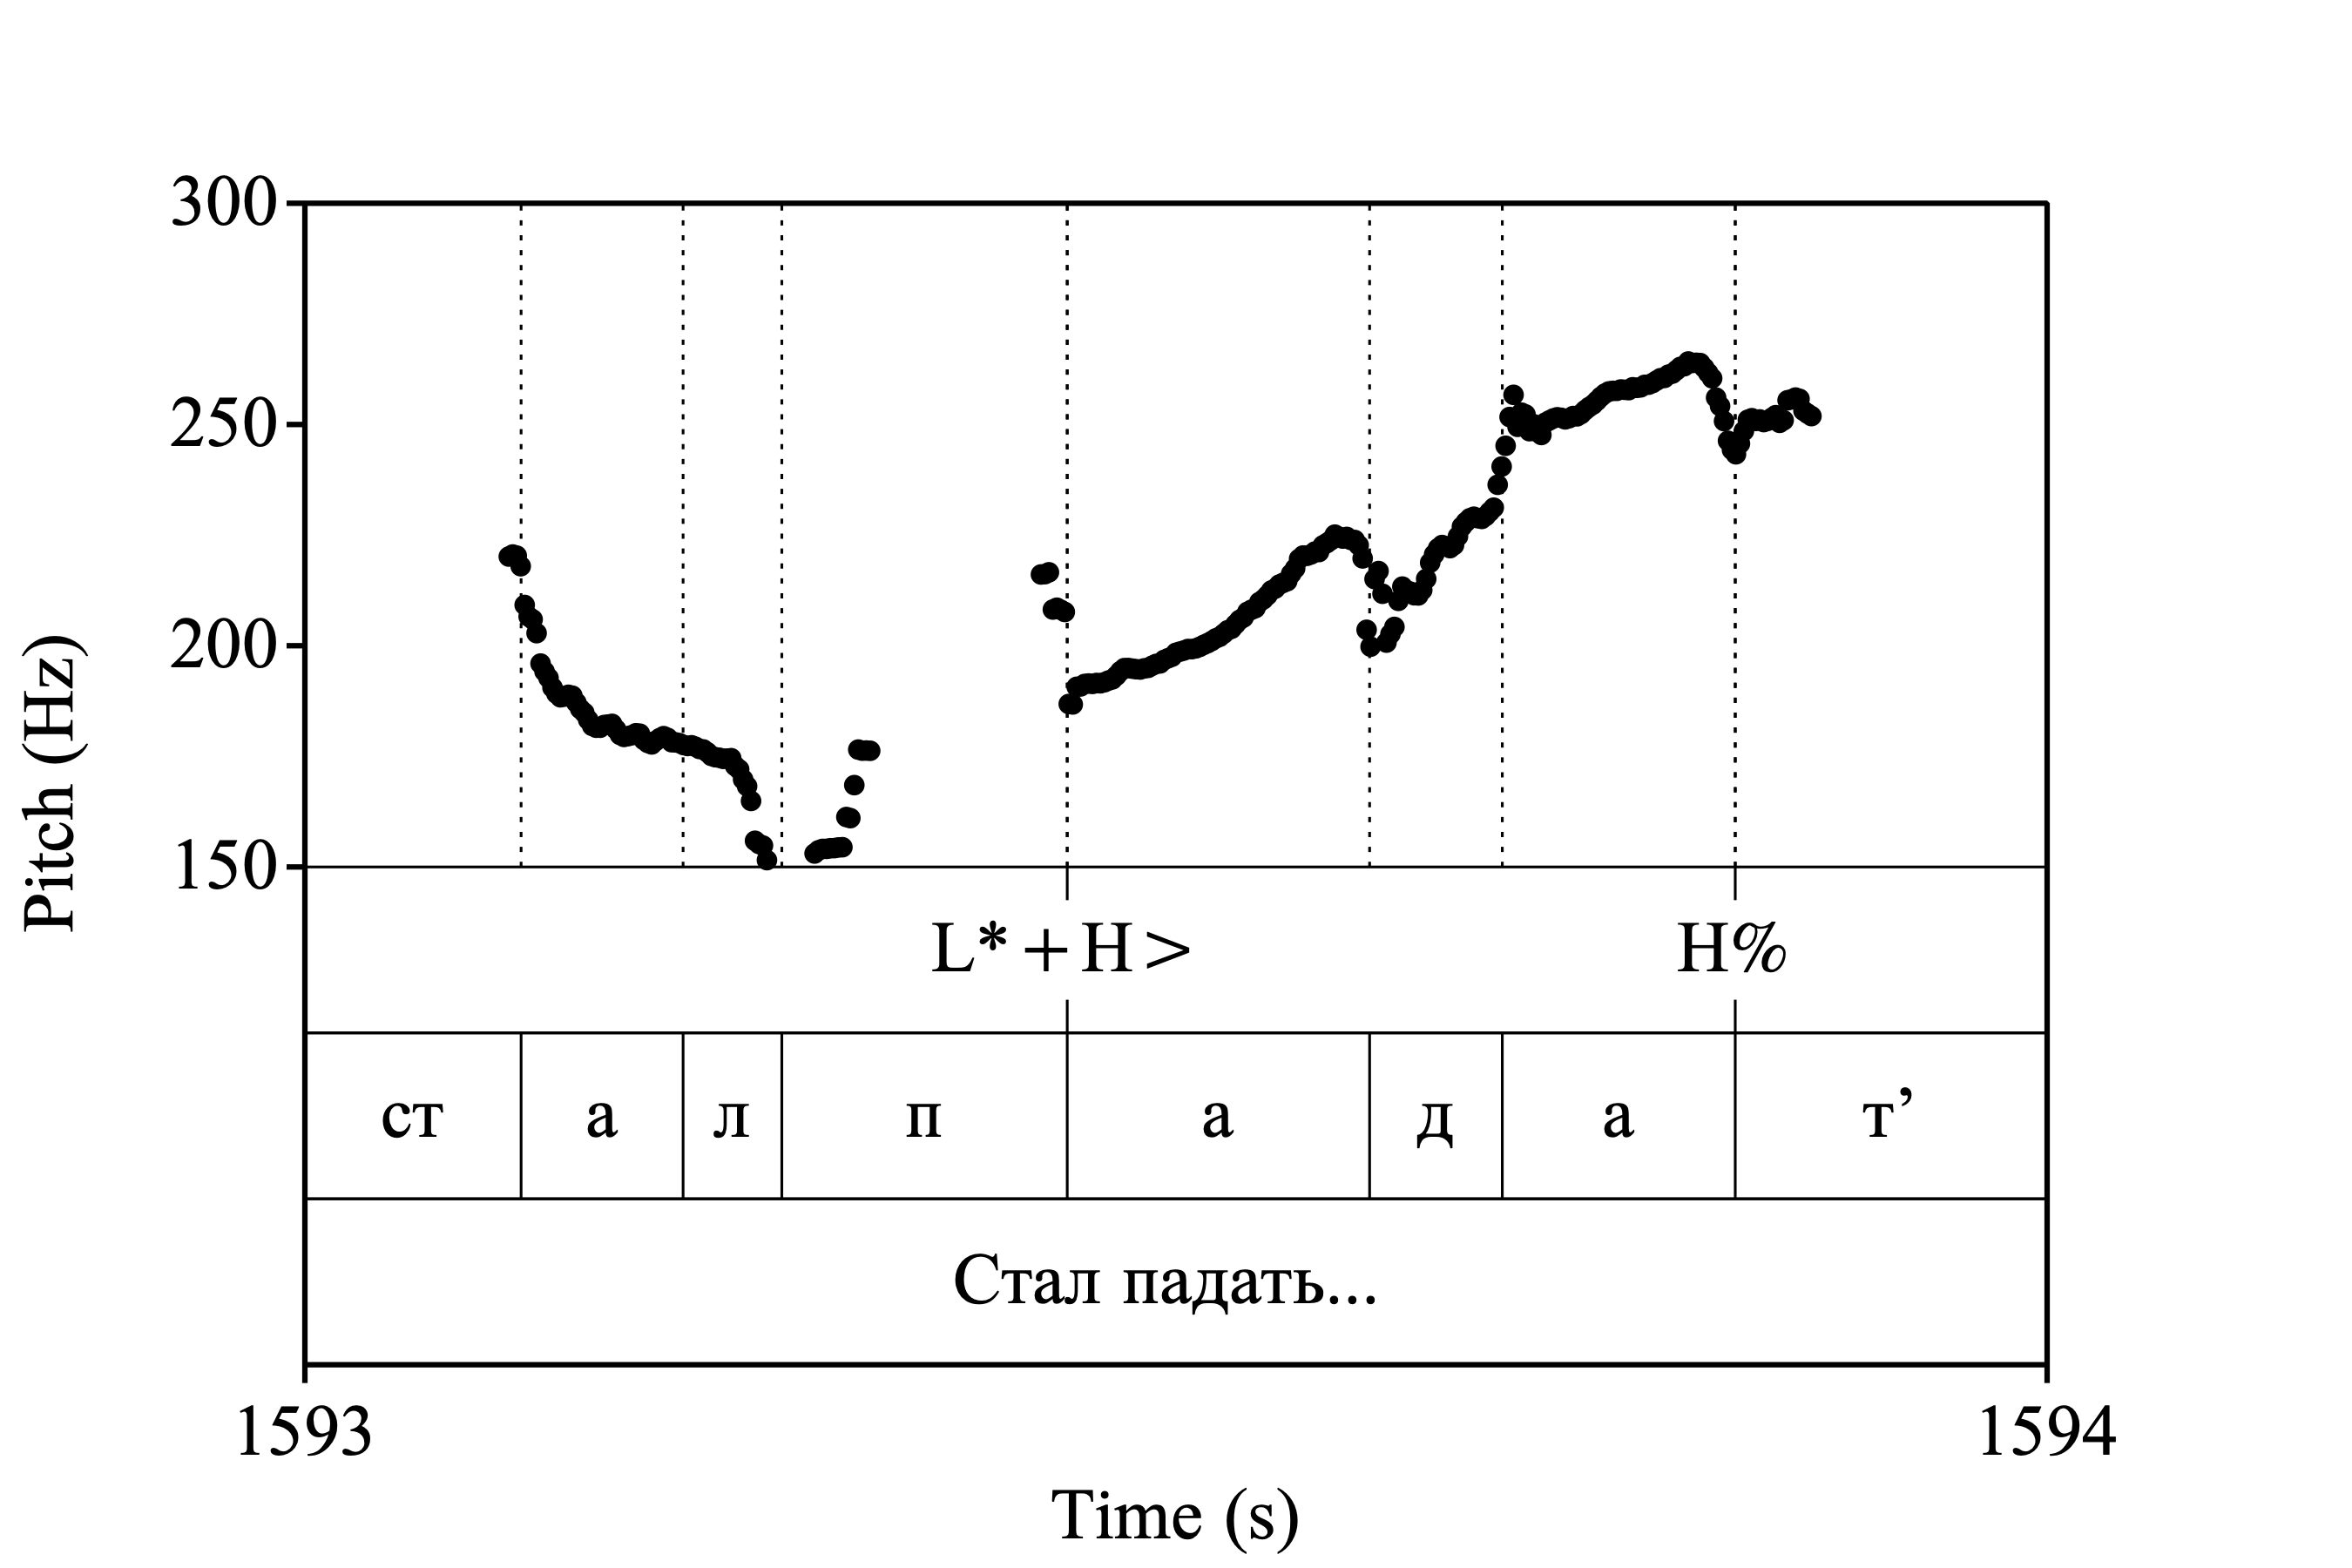 300
250
200
150
Pitch (Hz)
L*+H> H%
ст а л п а д а т’
Стал падать...
1593 1594
Time (s)